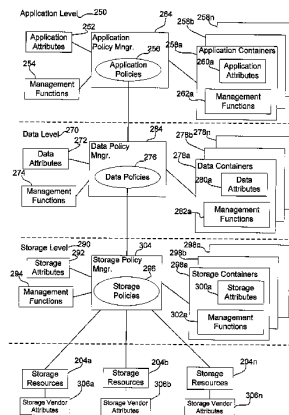 Application Level 250
252
264
258b
258n
Application Attributes
Application Policy Mngr.
256
258a
Application Containers
260a
Application Attributes
254
Management Functions
Application Policies
262a
Management Functions
Data Level 270
272
284
278b
278n
Data Attributes
Data Policy Mngr.
276
278a
Data Containers
280a
Data Attributes
274
Management Functions
Data Policies
282a
Management Functions
Storage Level 290
292
304
298n
298b
298a
Storage Attributes
Storage Policy Mngr.
296
Storage Containers
300a
Storage Attributes
294
Management Functions
Storage Policies
302a
Management Functions
204a
204b
204n
Storage Resources
Storage Resources
Storage Resources
306a
306b
306n
Storage Vendor Attributes
Storage Vendor Attributes
Storage Vendor Attributes